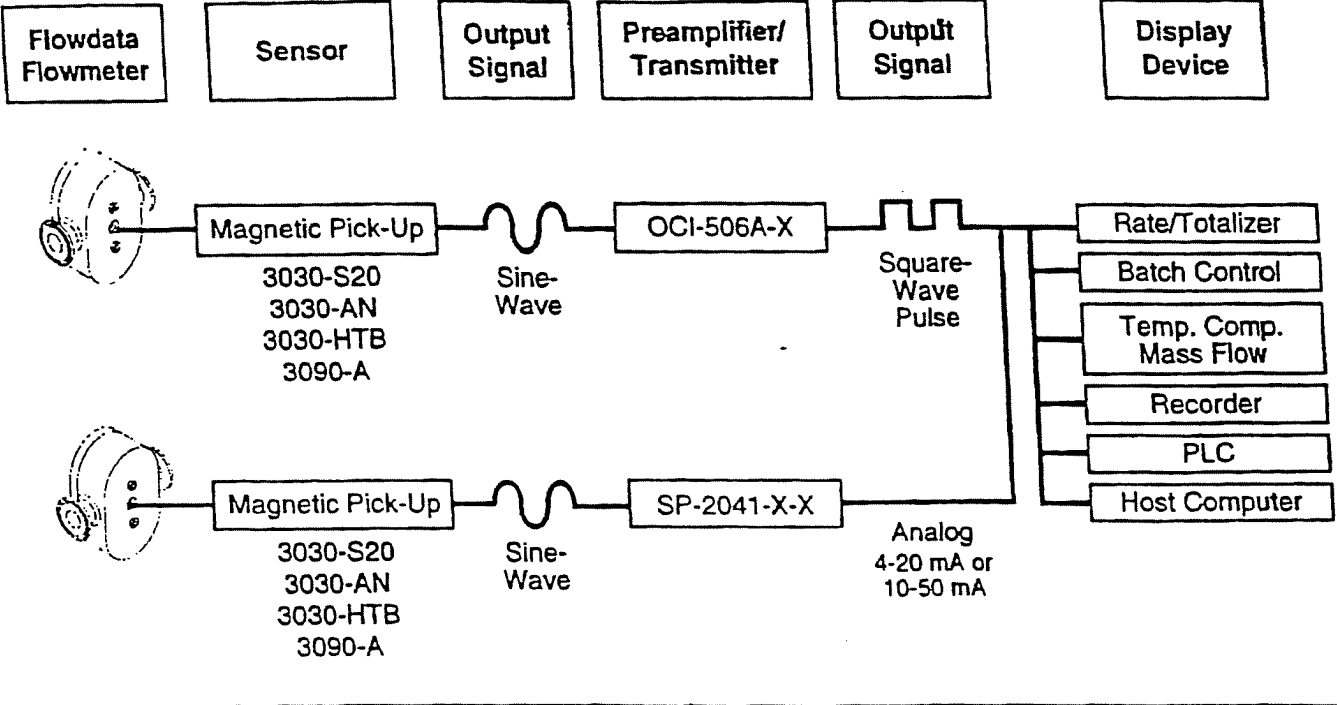 Flowdata
Flowmeter
Sensor
Output
Signal
Preamplifier/
Transmitter
Output
Signal
Display
Device
Magnetic Pick-Up
3030-S20
3030-AN
3030-HTB
3090-A
Sine-
Wave
OCI-506A-X
Square-
Wave
Pulse
Rate/Totalizer
Batch Control
Temp. Comp.
Mass Flow
Recorder
PLC
Host Computer
Magnetic Pick-Up
3030-S20
3030-AN
3030-HTB
3090-A
Sine-
Wave
SP-2041-X-X
Analog
4-20 mA or
10-50 mA